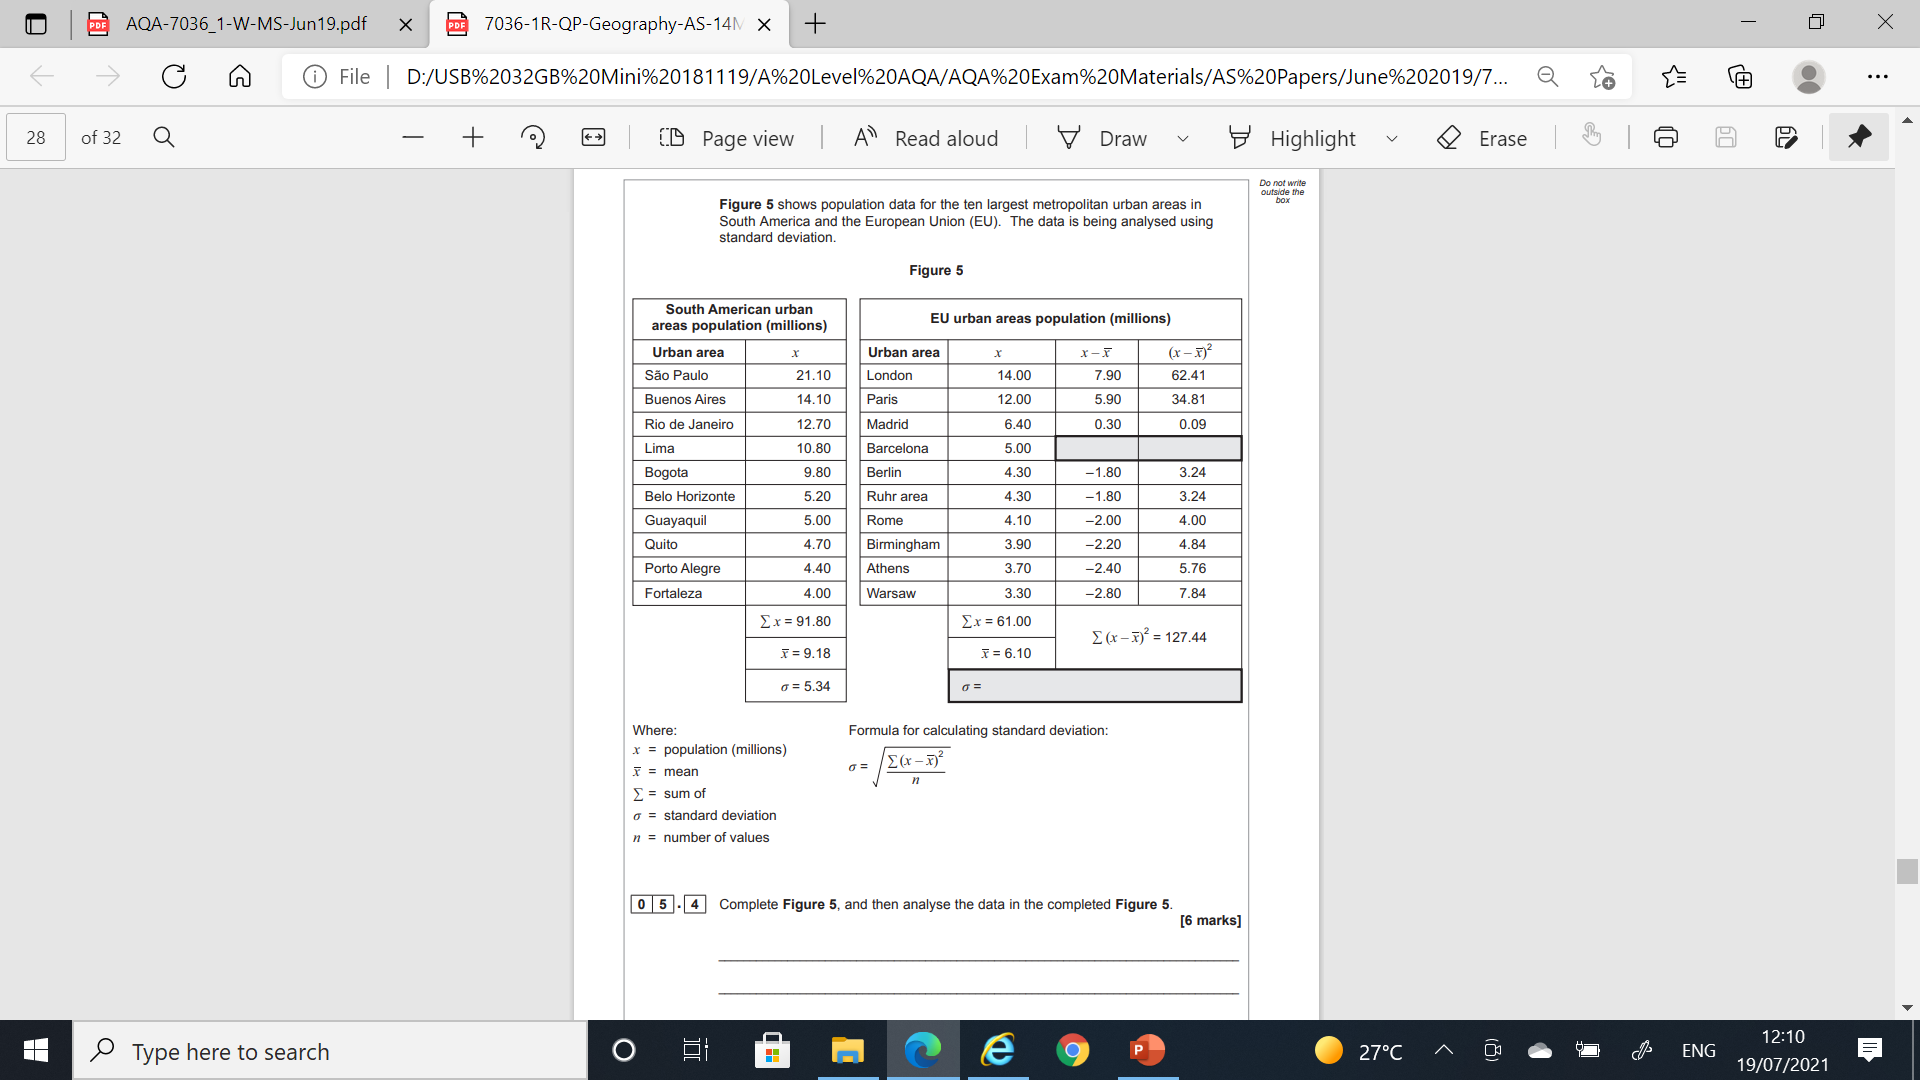 AQA-7036_1-W-MS-Jun19.pdf
7036-1R-QP-Geography-AS-14M
File
D:/USB%2032GB%20Mini%20181119/A%20Level%20AQA/AQA%20Exam%20Materials/AS%20Papers/June%202019/7...
28 of 32
Page view
Read aloud
Draw
Highlight
Erase
Do not write
outside the
box
Figure 5 shows population data for the ten largest metropolitan urban areas in
South America and the European Union (EU). The data is being analysed using
standard deviation.
Figure 5
South American urban
areas population (millions)
Urban area x
São Paulo 21.10
Buenos Aires 14.10
Rio de Janeiro 12.70
Lima 10.80
Bogota 9.80
Belo Horizonte 5.20
Guayaquil 5.00
Quito 4.70
Porto Alegre 4.40
Fortaleza 4.00
∑x = 91.80
x̅ = 9.18
σ = 5.34
EU urban areas population (millions)
Urban area x x – x̅ (x – x̅)²
London 14.00 7.90 62.41
Paris 12.00 5.90 34.81
Madrid 6.40 0.30 0.09
Barcelona 5.00
Berlin 4.30 –1.80 3.24
Ruhr area 4.30 –1.80 3.24
Rome 4.10 –2.00 4.00
Birmingham 3.90 –2.20 4.84
Athens 3.70 –2.40 5.76
Warsaw 3.30 –2.80 7.84
∑x = 61.00
x̅ = 6.10
∑(x – x̅)² = 127.44
σ =
Where:
x = population (millions)
x̅ = mean
∑ = sum of
σ = standard deviation
n = number of values
Formula for calculating standard deviation:
σ = √(∑(x – x̅)² / n)
0 5 . 4 Complete Figure 5, and then analyse the data in the completed Figure 5.
[6 marks]
Type here to search
27°C
ENG
12:10
19/07/2021